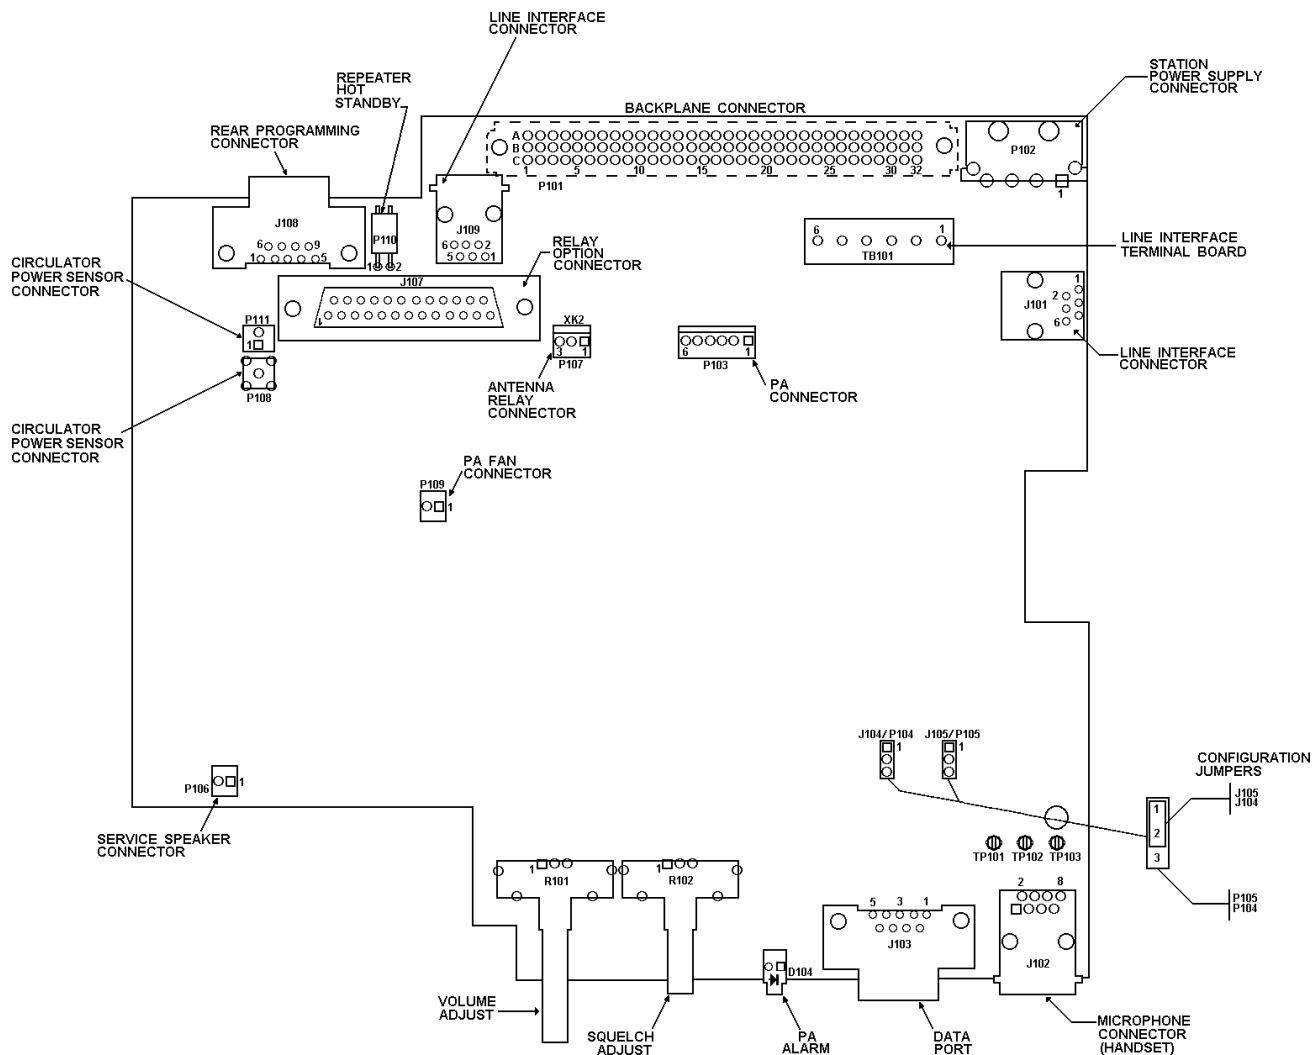 LINE INTERFACE
CONNECTOR
REPEATER
HOT
STANDBY
STATION
POWER SUPPLY
CONNECTOR
BACKPLANE CONNECTOR
REAR PROGRAMMING
CONNECTOR
A
B
C
1 5 10 15 20 25 30 32
P101
P102
1
J108
6 9
1 5
P110
1 2
J109
6 2
5 1
6 1
TB101
LINE INTERFACE
TERMINAL BOARD
RELAY
OPTION
CONNECTOR
CIRCULATOR
POWER SENSOR
CONNECTOR
J107
1
J101
1
2
6
P111
1
P108
XK2
3 1
P107
6 1
P103
LINE INTERFACE
CONNECTOR
ANTENNA
RELAY
CONNECTOR
PA
CONNECTOR
CIRCULATOR
POWER SENSOR
CONNECTOR
PA FAN
CONNECTOR
P109
1
J104/P104
1
J105/P105
1
CONFIGURATION
JUMPERS
J105
J104
1
2
3
P105
P104
P106
1
SERVICE SPEAKER
CONNECTOR
TP101 TP102 TP103
1
R101
1
R102
2 8
J102
5 3 1
J103
D104
VOLUME
ADJUST
SQUELCH
ADJUST
PA
ALARM
DATA
PORT
MICROPHONE
CONNECTOR
(HANDSET)